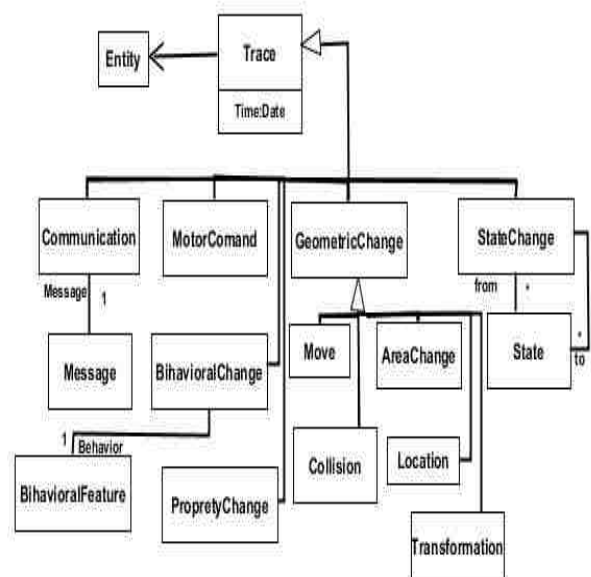 Entity
Trace
Time:Date
Communication
MotorComand
GeometricChange
StateChange
Message
1
from
*
Message
BihavioralChange
Move
AreaChange
State
*
to
1
Behavior
BihavioralFeature
PropretyChange
Collision
Location
Transformation